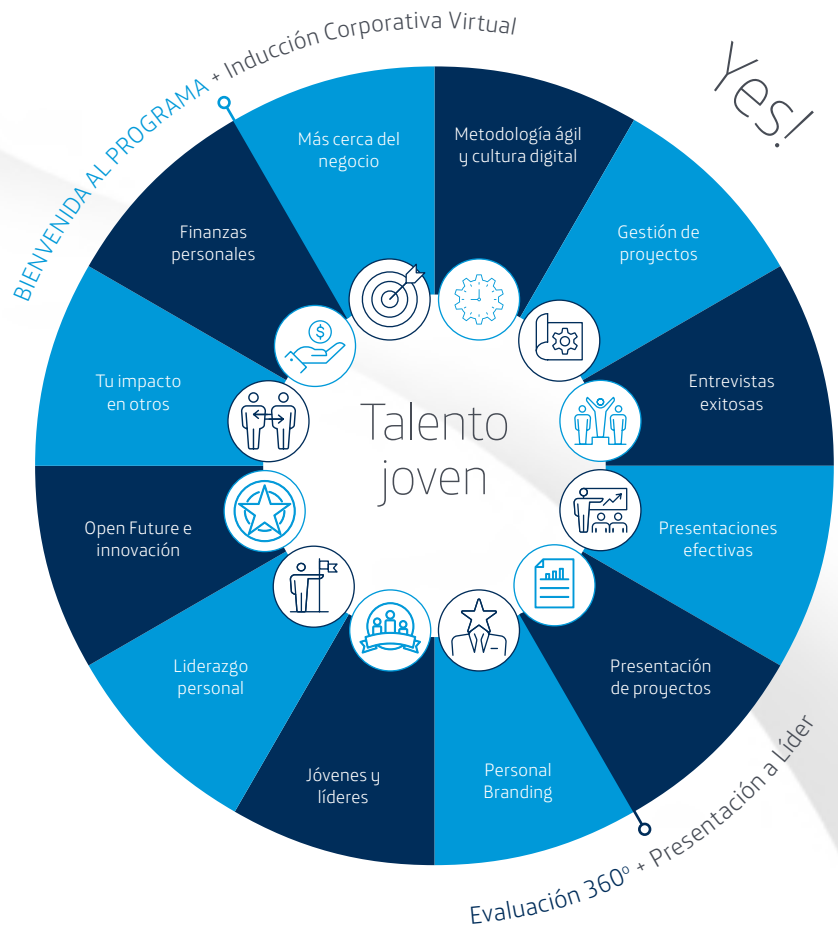 BIENVENIDA AL PROGRAMA + Inducción Corporativa Virtual
Yes!
Más cerca del
negocio
Metodología ágil
y cultura digital
Gestión de
proyectos
Entrevistas
exitosas
Presentaciones
efectivas
Presentación
de proyectos
Personal
Branding
Jóvenes y
líderes
Liderazgo
personal
Open Future e
innovación
Tu impacto
en otros
Finanzas
personales
$
Talento
joven
Evaluación 360º + Presentación a Líder